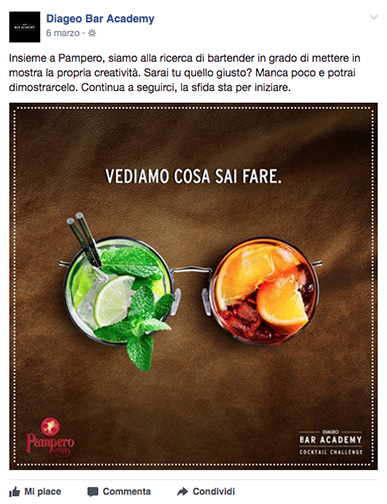 Diageo Bar Academy
6 marzo ·
Insieme a Pampero, siamo alla ricerca di bartender in grado di mettere in
mostra la propria creatività. Sarai tu quello giusto? Manca poco e potrai
dimostrarcelo. Continua a seguirci, la sfida sta per iniziare.
VEDIAMO COSA SAI FARE.
Pampero
DIAGEO
BAR ACADEMY
COCKTAIL CHALLENGE
Mi piace
Commenta
Condividi